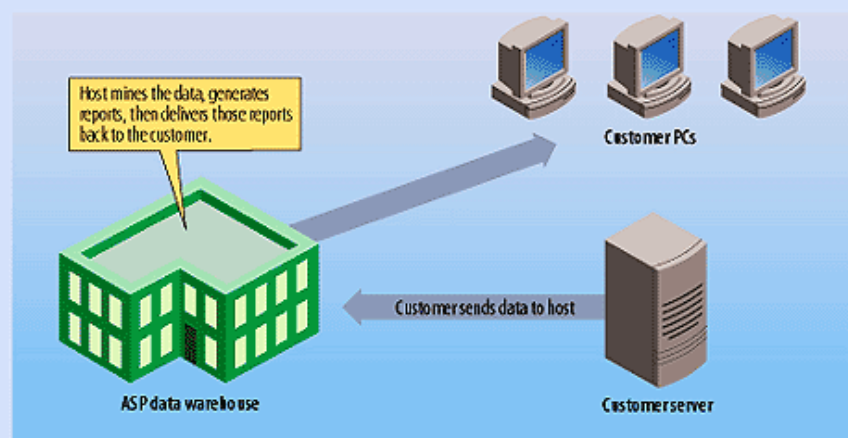 Host mines the data, generates
reports, then delivers those reports
back to the customer.
Customer PCs
Customer sends data to host
ASP data warehouse
Customer server